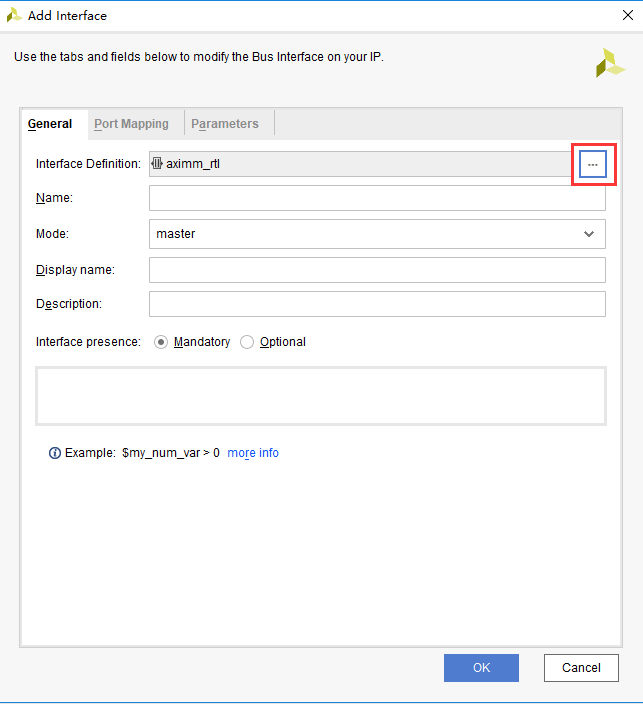 Add Interface
Use the tabs and fields below to modify the Bus Interface on your IP.
General Port Mapping Parameters
Interface Definition: aximm_rtl ...
Name:
Mode: master
Display name:
Description:
Interface presence: Mandatory Optional
Example: $my_num_var > 0 more info
OK Cancel